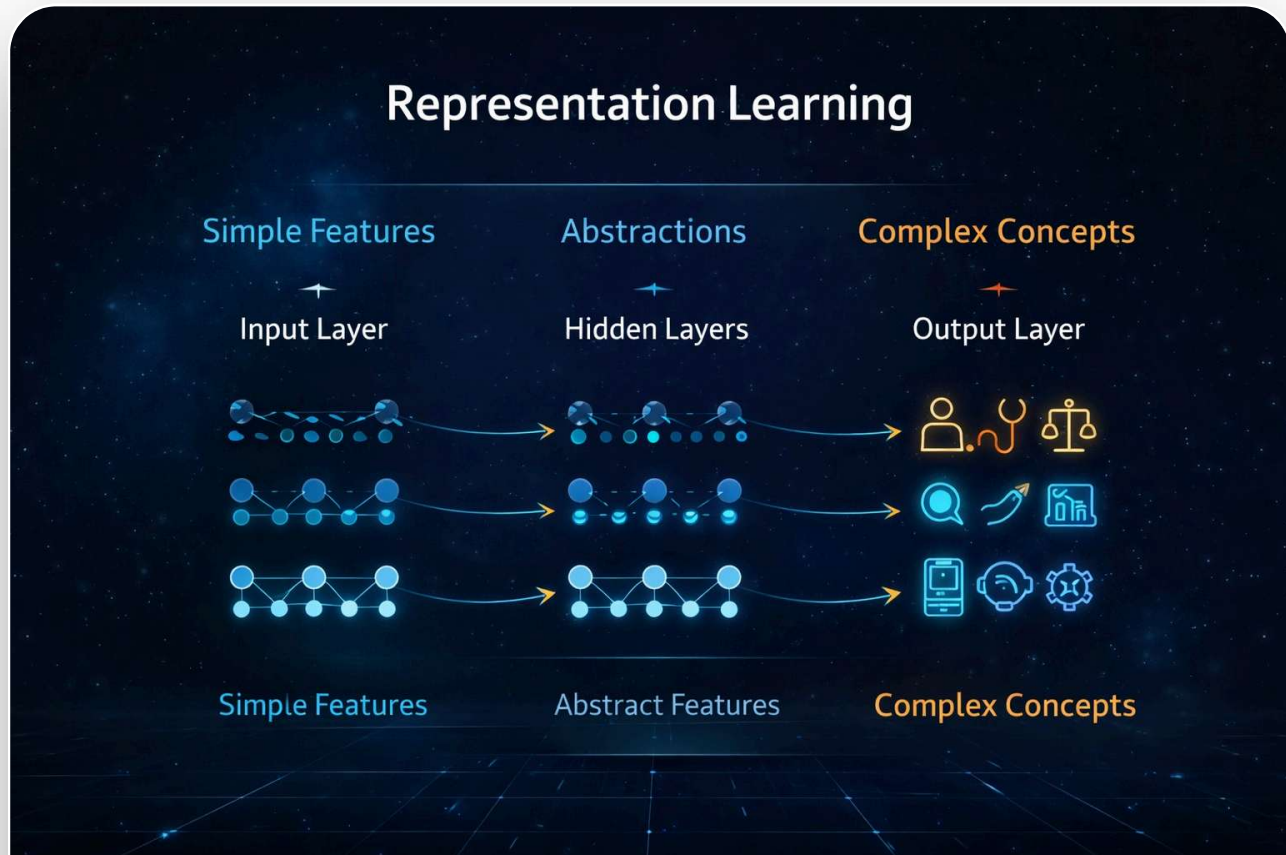 Representation Learning
Simple Features
Abstractions
Complex Concepts
Input Layer
Hidden Layers
Output Layer
Simple Features
Abstract Features
Complex Concepts